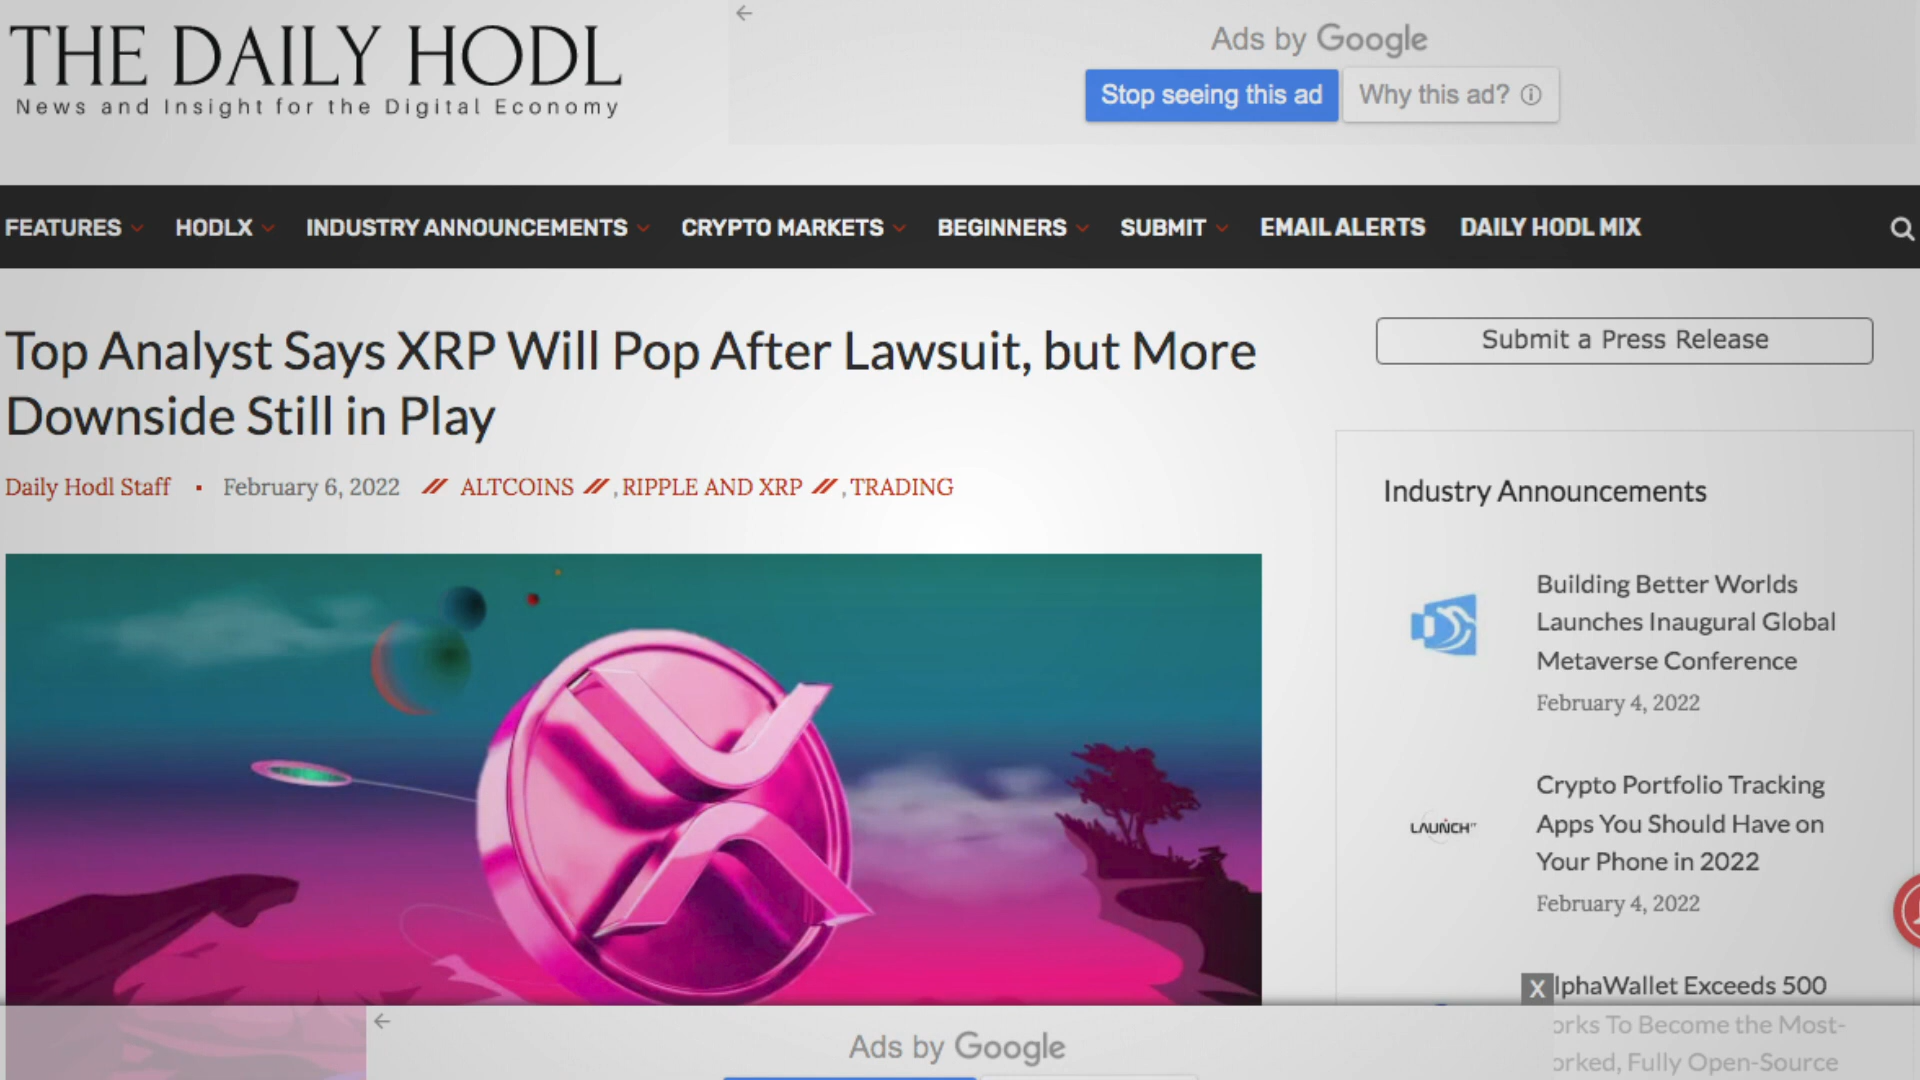 THE DAILY HODL
News and Insight for the Digital Economy
Ads by Google
Stop seeing this ad
Why this ad?
FEATURES HODLX INDUSTRY ANNOUNCEMENTS CRYPTO MARKETS BEGINNERS SUBMIT EMAIL ALERTS DAILY HODL MIX
Top Analyst Says XRP Will Pop After Lawsuit, but More
Downside Still in Play
Daily Hodl Staff · February 6, 2022 // ALTCOINS // , RIPPLE AND XRP // , TRADING
Submit a Press Release
Industry Announcements
Building Better Worlds
Launches Inaugural Global
Metaverse Conference
February 4, 2022
LAUNCH
Crypto Portfolio Tracking
Apps You Should Have on
Your Phone in 2022
February 4, 2022
X
lphaWallet Exceeds 500
orks To Become the Most-
orked, Fully Open-Source
Ads by Google